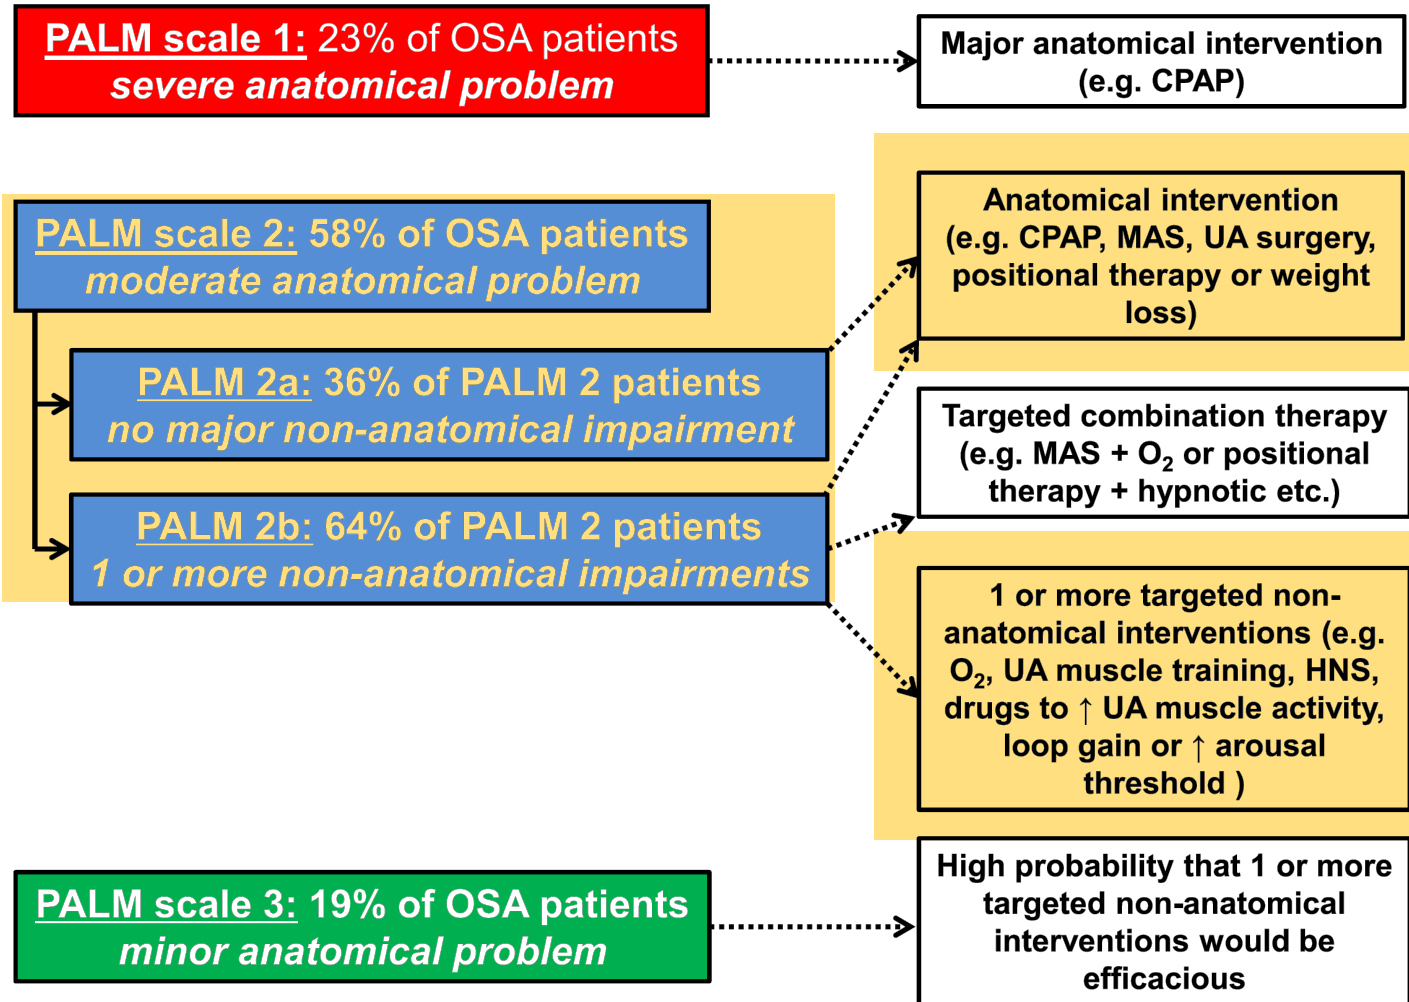 PALM scale 1: 23% of OSA patients
severe anatomical problem
Major anatomical intervention
(e.g. CPAP)
PALM scale 2: 58% of OSA patients
moderate anatomical problem
PALM 2a: 36% of PALM 2 patients
no major non-anatomical impairment
PALM 2b: 64% of PALM 2 patients
1 or more non-anatomical impairments
Anatomical intervention
(e.g. CPAP, MAS, UA surgery,
positional therapy or weight
loss)
Targeted combination therapy
(e.g. MAS + O₂ or positional
therapy + hypnotic etc.)
1 or more targeted non-
anatomical interventions (e.g.
O₂, UA muscle training, HNS,
drugs to ↑ UA muscle activity,
loop gain or ↑ arousal
threshold )
PALM scale 3: 19% of OSA patients
minor anatomical problem
High probability that 1 or more
targeted non-anatomical
interventions would be
efficacious